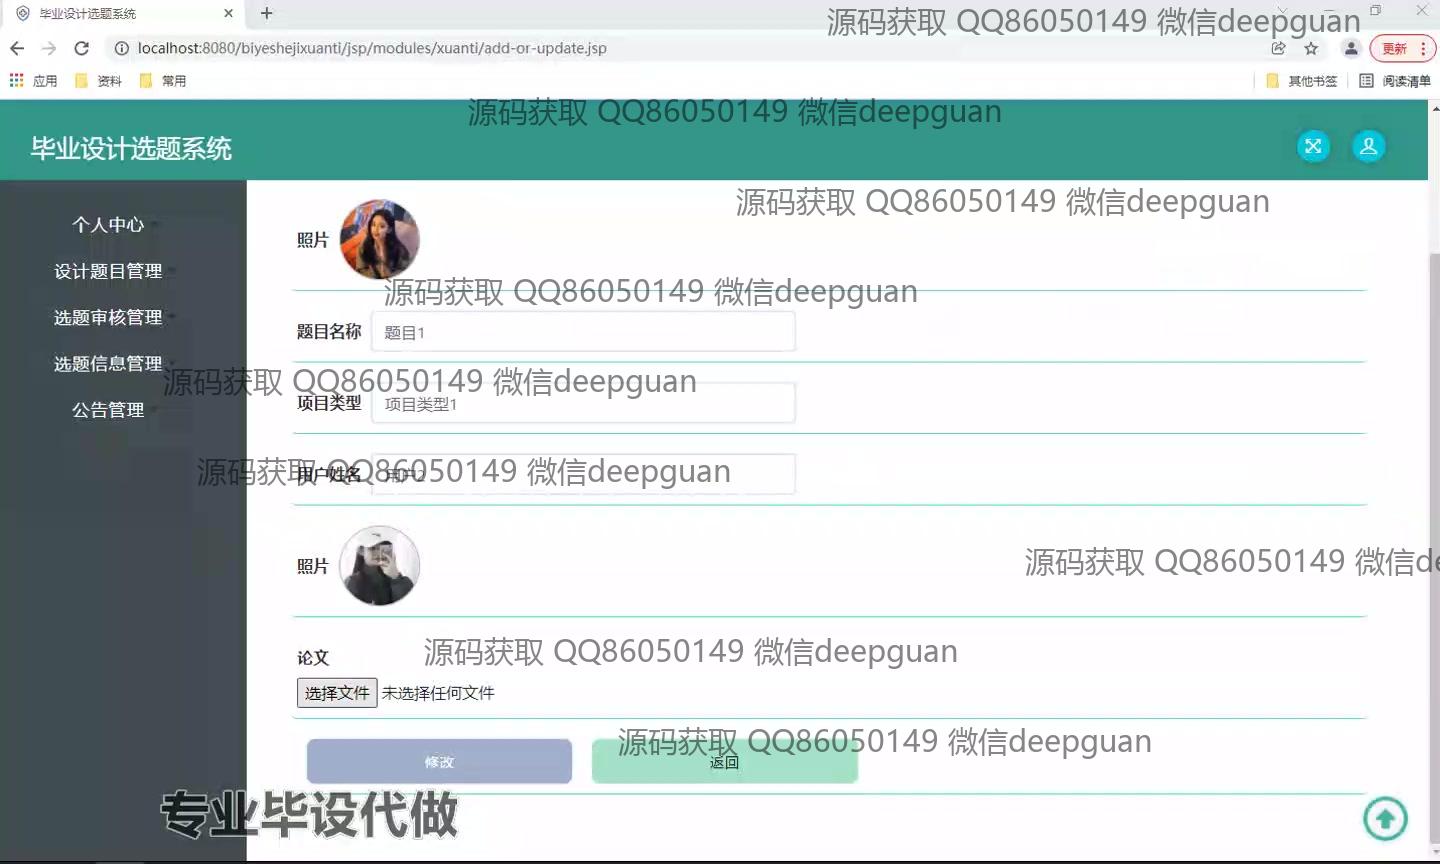 毕业设计选题系统
源码获取 QQ86050149 微信deepguan
localhost:8080/biyeshejixuanti/jsp/modules/xuanti/add-or-update.jsp
更新
应用
资料
常用
其他书签
阅读清单
源码获取 QQ86050149 微信deepguan
毕业设计选题系统
源码获取 QQ86050149 微信deepguan
个人中心
设计题目管理
选题审核管理
选题信息管理
公告管理
照片
源码获取 QQ86050149 微信deepguan
题目名称
题目1
源码获取 QQ86050149 微信deepguan
项目类型
项目类型1
源码获取 QQ86050149 微信deepguan
用户姓名
用户2
照片
源码获取 QQ86050149 微信de
论文
源码获取 QQ86050149 微信deepguan
选择文件 未选择任何文件
源码获取 QQ86050149 微信deepguan
修改
返回
专业毕设代做